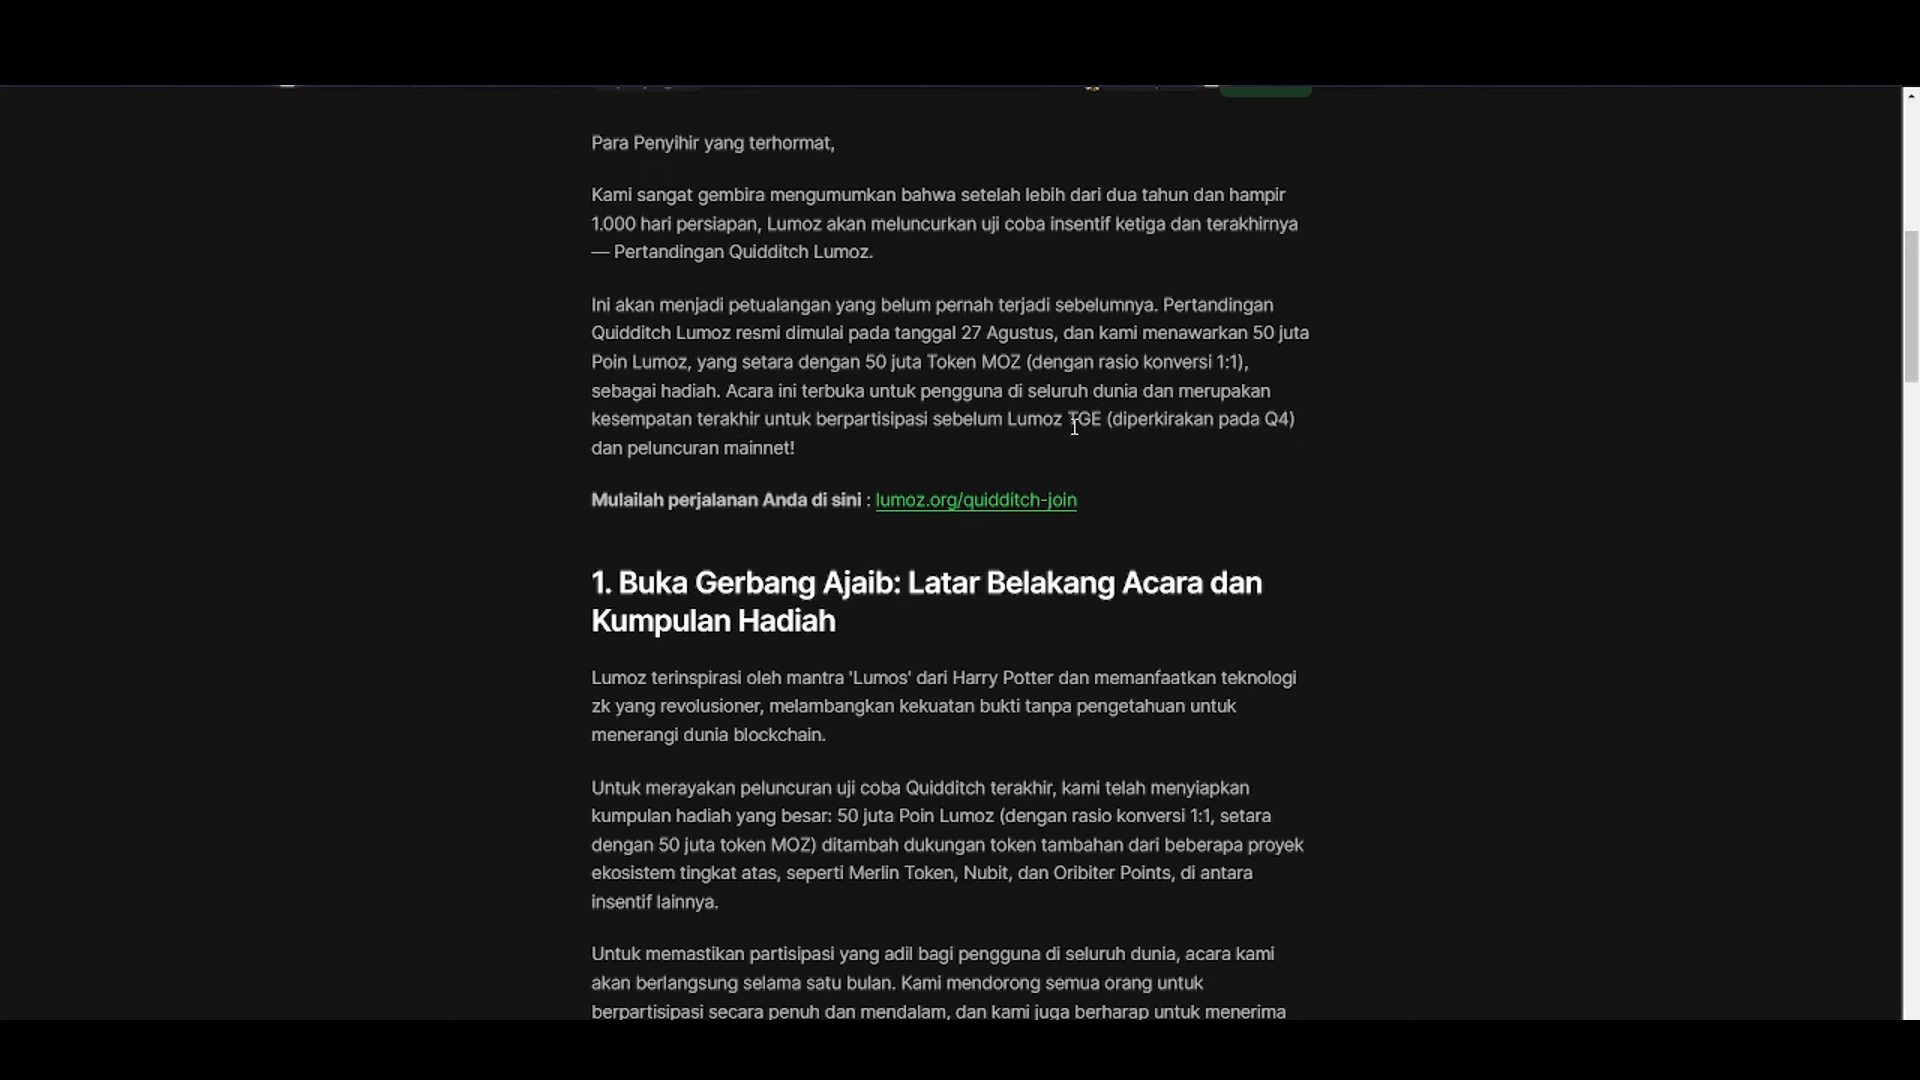 Para Penyihir yang terhormat,
Kami sangat gembira mengumumkan bahwa setelah lebih dari dua tahun dan hampir
1.000 hari persiapan, Lumoz akan meluncurkan uji coba insentif ketiga dan terakhirnya
— Pertandingan Quidditch Lumoz.
Ini akan menjadi petualangan yang belum pernah terjadi sebelumnya. Pertandingan
Quidditch Lumoz resmi dimulai pada tanggal 27 Agustus, dan kami menawarkan 50 juta
Poin Lumoz, yang setara dengan 50 juta Token MOZ (dengan rasio konversi 1:1),
sebagai hadiah. Acara ini terbuka untuk pengguna di seluruh dunia dan merupakan
kesempatan terakhir untuk berpartisipasi sebelum Lumoz TGE (diperkirakan pada Q4)
dan peluncuran mainnet!
Mulailah perjalanan Anda di sini : lumoz.org/quidditch-join
1. Buka Gerbang Ajaib: Latar Belakang Acara dan
Kumpulan Hadiah
Lumoz terinspirasi oleh mantra 'Lumos' dari Harry Potter dan memanfaatkan teknologi
zk yang revolusioner, melambangkan kekuatan bukti tanpa pengetahuan untuk
menerangi dunia blockchain.
Untuk merayakan peluncuran uji coba Quidditch terakhir, kami telah menyiapkan
kumpulan hadiah yang besar: 50 juta Poin Lumoz (dengan rasio konversi 1:1, setara
dengan 50 juta token MOZ) ditambah dukungan token tambahan dari beberapa proyek
ekosistem tingkat atas, seperti Merlin Token, Nubit, dan Oribiter Points, di antara
insentif lainnya.
Untuk memastikan partisipasi yang adil bagi pengguna di seluruh dunia, acara kami
akan berlangsung selama satu bulan. Kami mendorong semua orang untuk
berpartisipasi secara penuh dan mendalam, dan kami juga berharap untuk menerima